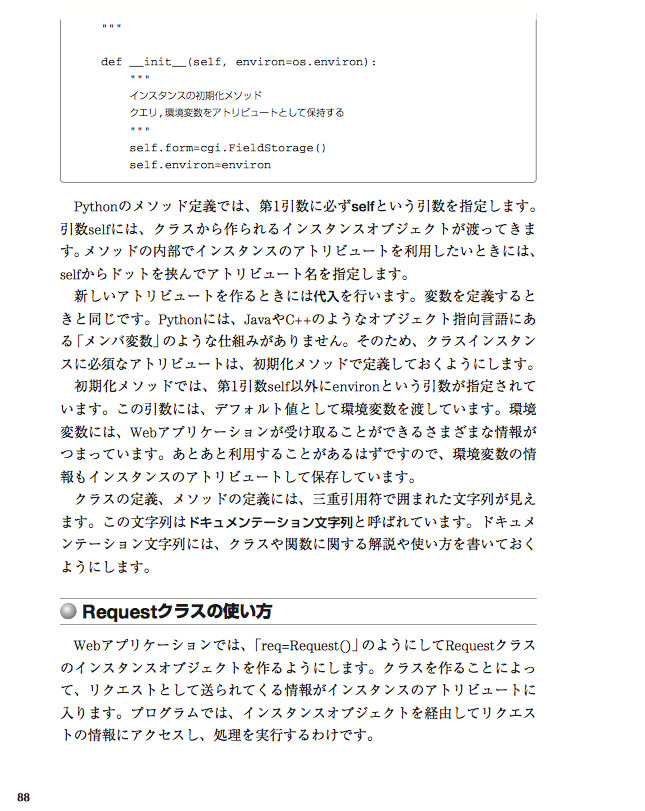 """
def __init__(self, environ=os.environ):
"""
インスタンスの初期化メソッド
クエリ,環境変数をアトリビュートとして保持する
"""
self.form=cgi.FieldStorage()
self.environ=environ
Pythonのメソッド定義では、第1引数に必ずselfという引数を指定します。
引数selfには、クラスから作られるインスタンスオブジェクトが渡ってきま
す。メソッドの内部でインスタンスのアトリビュートを利用したいときには、
selfからドットを挟んでアトリビュート名を指定します。
新しいアトリビュートを作るときには代入を行います。変数を定義すると
きと同じです。Pythonには、JavaやC++のようなオブジェクト指向言語にあ
る「メンバ変数」のような仕組みがありません。そのため、クラスインスタン
スに必須なアトリビュートは、初期化メソッドで定義しておくようにします。
初期化メソッドでは、第1引数self以外にenvironという引数が指定されて
います。この引数には、デフォルト値として環境変数を渡しています。環境
変数には、Webアプリケーションが受け取ることができるさまざまな情報が
つまっています。あとあと利用することがあるはずですので、環境変数の情
報もインスタンスのアトリビュートして保存しています。
クラスの定義、メソッドの定義には、三重引用符で囲まれた文字列が見え
ます。この文字列はドキュメンテーション文字列と呼ばれています。ドキュメ
ンテーション文字列には、クラスや関数に関する解説や使い方を書いておく
ようにします。
Requestクラスの使い方
Webアプリケーションでは、「req=Request()」のようにしてRequestクラス
のインスタンスオブジェクトを作るようにします。クラスを作ることによっ
て、リクエストとして送られてくる情報がインスタンスのアトリビュートに
入ります。プログラムでは、インスタンスオブジェクトを経由してリクエス
トの情報にアクセスし、処理を実行するわけです。
88